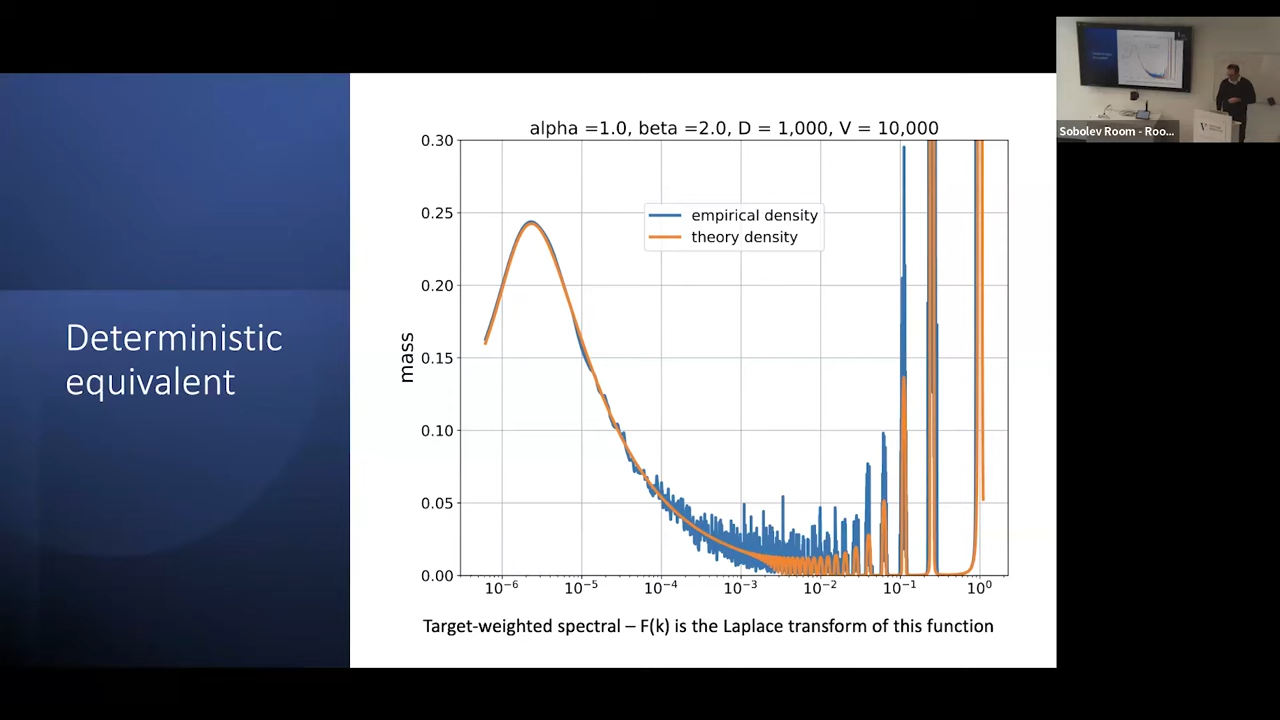 Deterministic
equivalent
alpha =1.0, beta =2.0, D = 1,000, V = 10,000
mass
0.30
0.25
0.20
0.15
0.10
0.05
0.00
empirical density
theory density
10⁻⁶ 10⁻⁵ 10⁻⁴ 10⁻³ 10⁻² 10⁻¹ 10⁰
Target-weighted spectral – F(k) is the Laplace transform of this function
Sobolev Room - Roo...